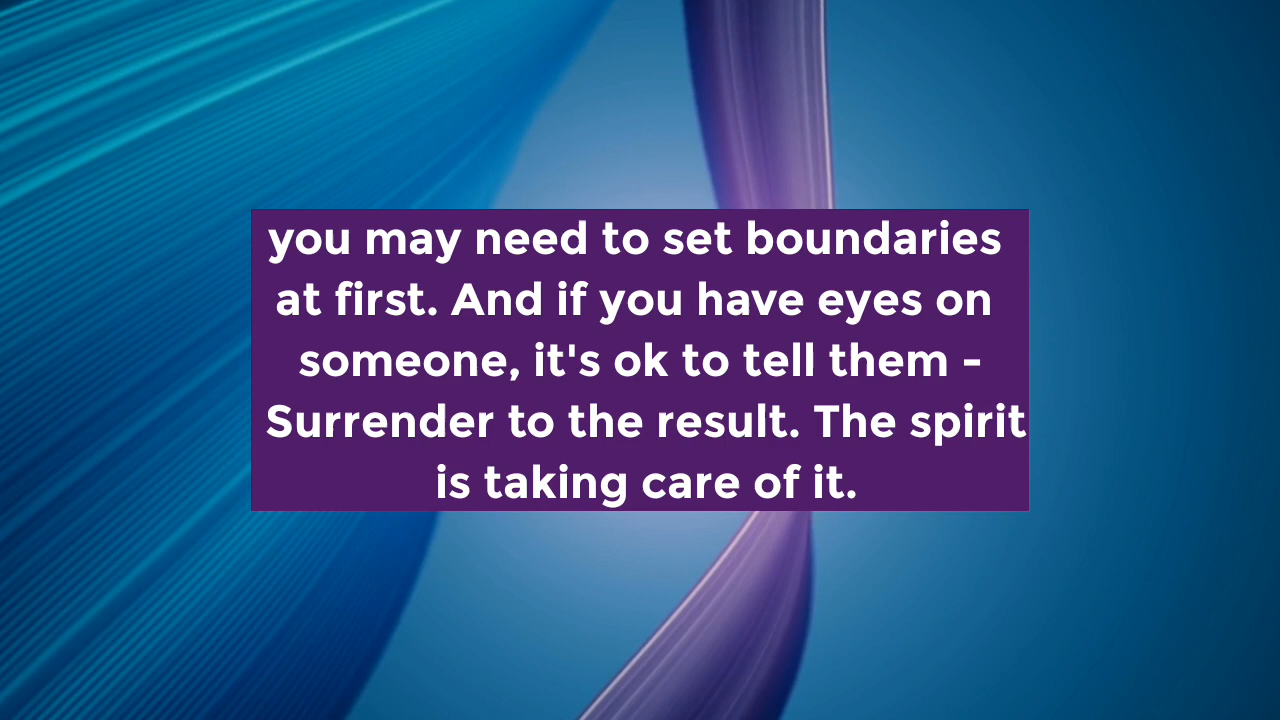 you may need to set boundaries
at first. And if you have eyes on
someone, it's ok to tell them -
Surrender to the result. The spirit
is taking care of it.